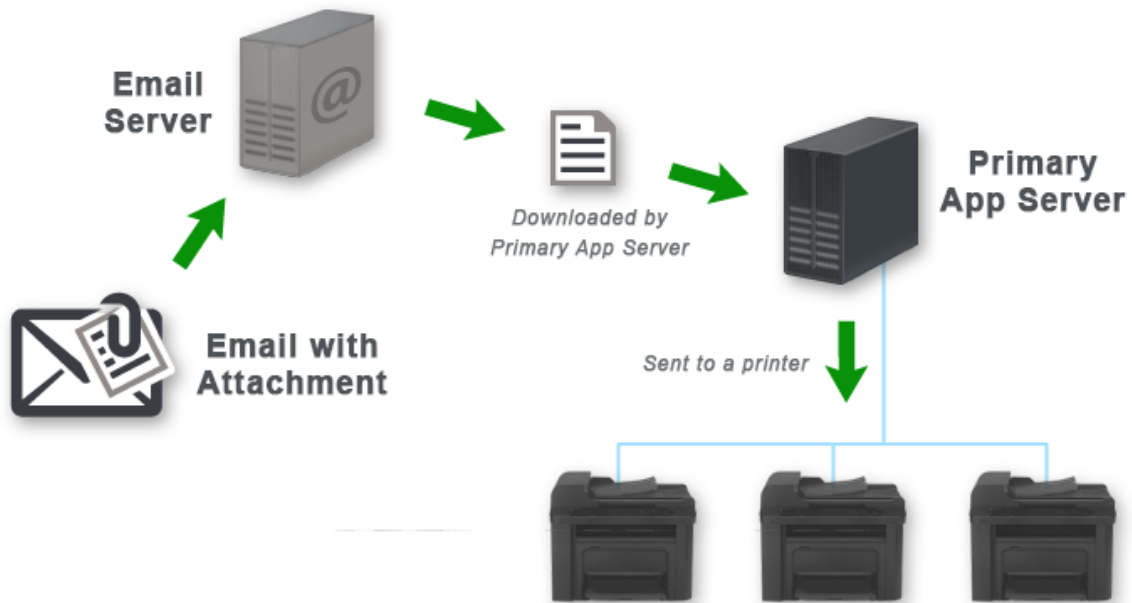 Email
Server
@
Downloaded by
Primary App Server
Primary
App Server
Email with
Attachment
Sent to a printer